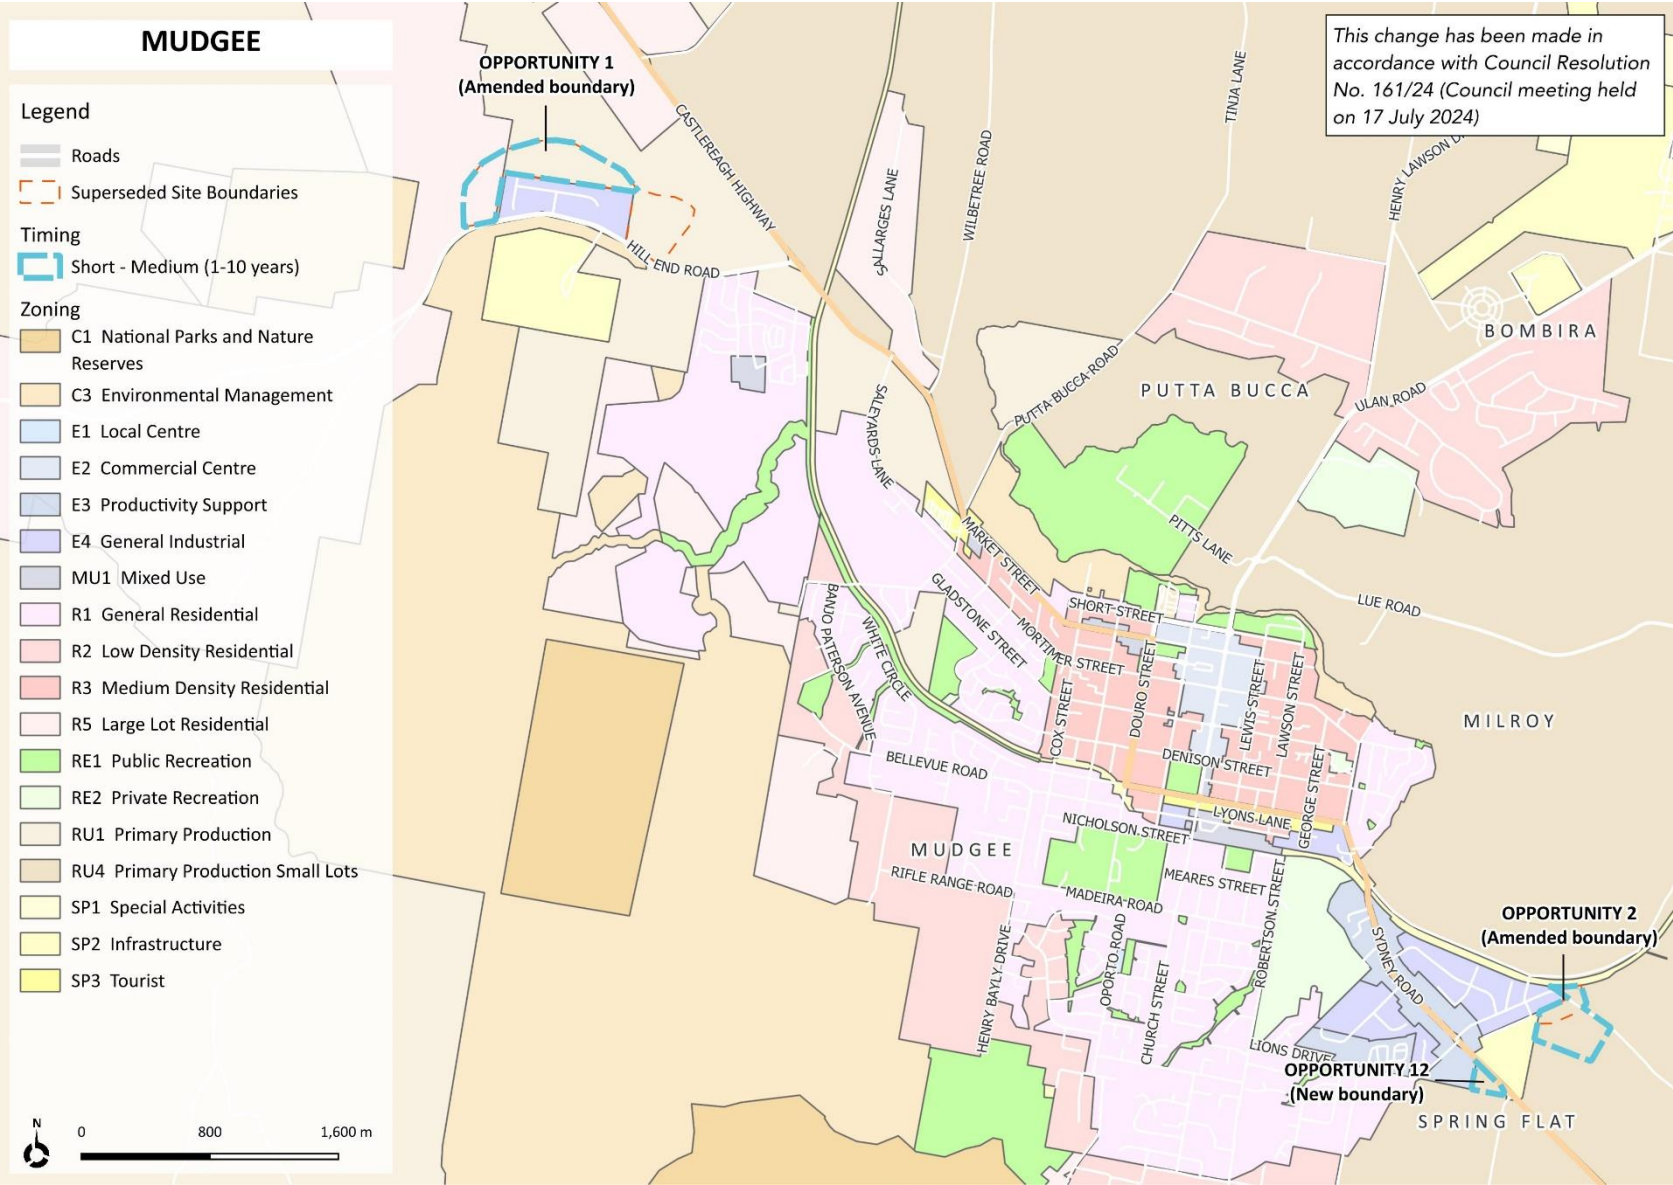 MUDGEE
Legend
Roads
Superseded Site Boundaries
Timing
Short - Medium (1-10 years)
Zoning
C1 National Parks and Nature
Reserves
C3 Environmental Management
E1 Local Centre
E2 Commercial Centre
E3 Productivity Support
E4 General Industrial
MU1 Mixed Use
R1 General Residential
R2 Low Density Residential
R3 Medium Density Residential
R5 Large Lot Residential
RE1 Public Recreation
RE2 Private Recreation
RU1 Primary Production
RU4 Primary Production Small Lots
SP1 Special Activities
SP2 Infrastructure
SP3 Tourist
N
0 800 1,600 m
This change has been made in
accordance with Council Resolution
No. 161/24 (Council meeting held
on 17 July 2024)
OPPORTUNITY 1
(Amended boundary)
CASTLEREAGH HIGHWAY
HILL END ROAD
WILBETREE ROAD
TINJA LANE
HENRY LAWSON
BOMBIRA
PUTTA BUCCA
PUTTA BUCCA ROAD
ULAN ROAD
SALEYARDS LANE
PITTS LANE
LUE ROAD
MARKET STREET
SHORT STREET
GLADSTONE STREET
MORTIMER STREET
BANJO PATERSON AVENUE
WHITE CIRCLE
COX STREET
DOURO STREET
LEWIS STREET
LAWSON STREET
MILROY
DENISON STREET
GEORGE STREET
BELLEVUE ROAD
LYONS LANE
NICHOLSON STREET
MUDGEE
RIFLE RANGE ROAD
MADEIRA ROAD
MEARES STREET
ROBERTSON STREET
HENRY BAYLY DRIVE
OPORTO ROAD
CHURCH STREET
SYDNEY ROAD
LIONS DRIVE
OPPORTUNITY 2
(Amended boundary)
OPPORTUNITY 12
(New boundary)
SPRING FLAT